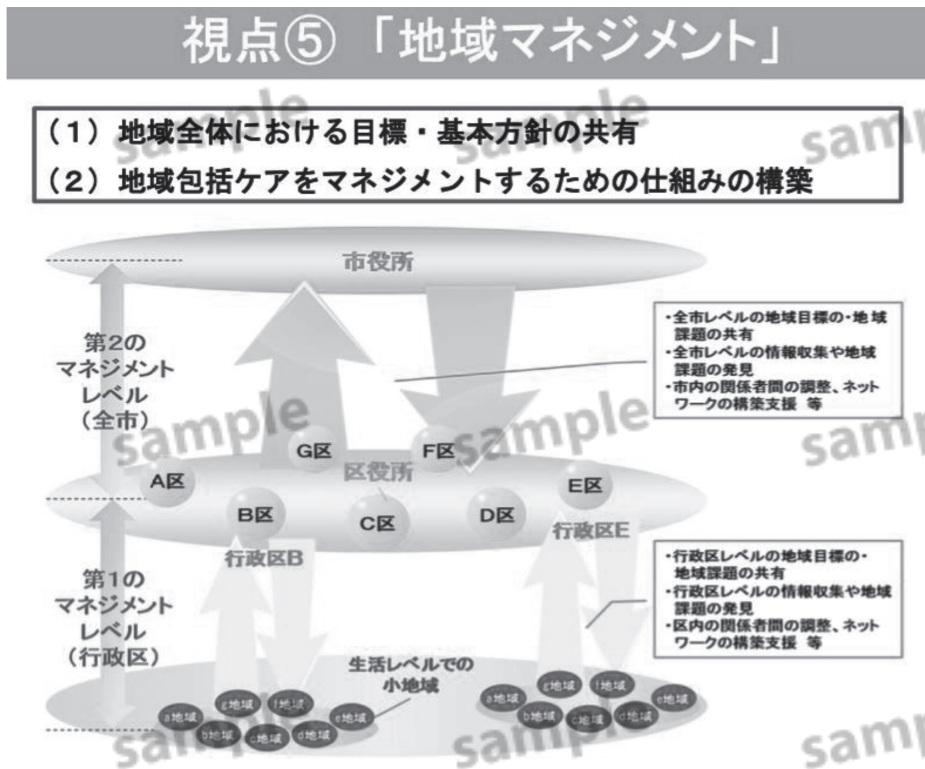 視点⑤「地域マネジメント」
（１）地域全体における目標・基本方針の共有
（２）地域包括ケアをマネジメントするための仕組みの構築
市役所
第2の
マネジメント
レベル
（全市）
・全市レベルの地域目標の・地域
課題の共有
・全市レベルの情報収集や地域
課題の発見
・市内の関係者間の調整、ネット
ワークの構築支援 等
G区
F区
区役所
A区
E区
B区
C区
D区
行政区B
行政区E
第1の
マネジメント
レベル
（行政区）
・行政区レベルの地域目標の・
地域課題の共有
・行政区レベルの情報収集や地域
課題の発見
・区内の関係者間の調整、ネット
ワークの構築支援 等
生活レベルでの
小地域
g地域
f地域
a地域
e地域
b地域
c地域
d地域
g地域
f地域
a地域
e地域
b地域
c地域
d地域
sample
sample
sample
sample
sample
sample
sample
sample
sample